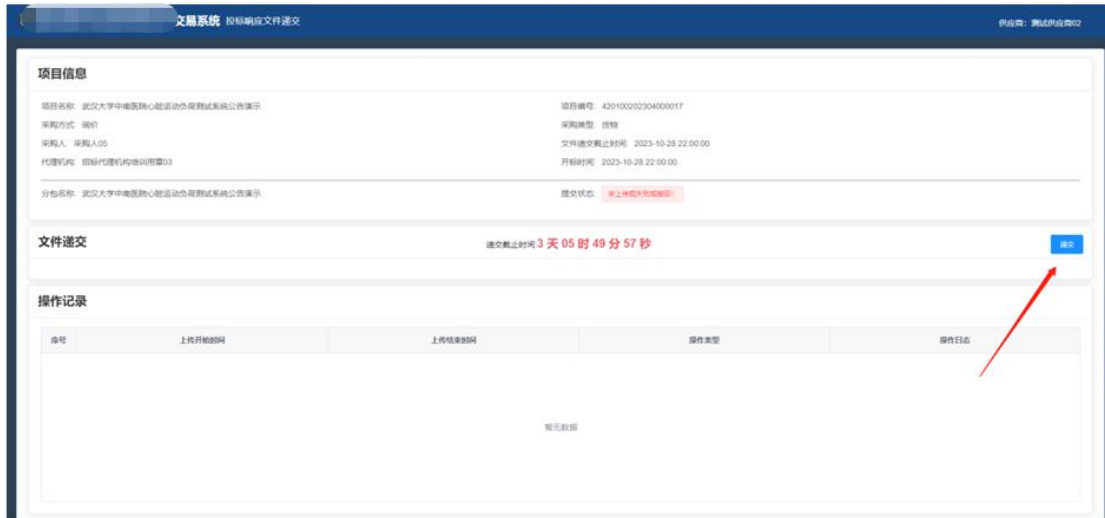 交易系统 投标响应文件递交
供应商：测试供应商02
项目信息
项目名称: 武汉大学中南医院心脏运动负荷测试系统公告演示
项目编号: 420100202304000017
采购方式: 询价
采购类型: 货物
采购人: 采购人05
文件递交截止时间: 2023-10-28 22:00:00
代理机构: 招标代理机构培训用章03
开标时间: 2023-10-28 22:00:00
分包名称: 武汉大学中南医院心脏运动负荷测试系统公告演示
提交状态: 未上传或失败或撤回！
文件递交
递交截止时间:3 天 05 时 49 分 57 秒
递交
操作记录
序号
上传开始时间
上传结束时间
操作类型
操作日志
暂无数据